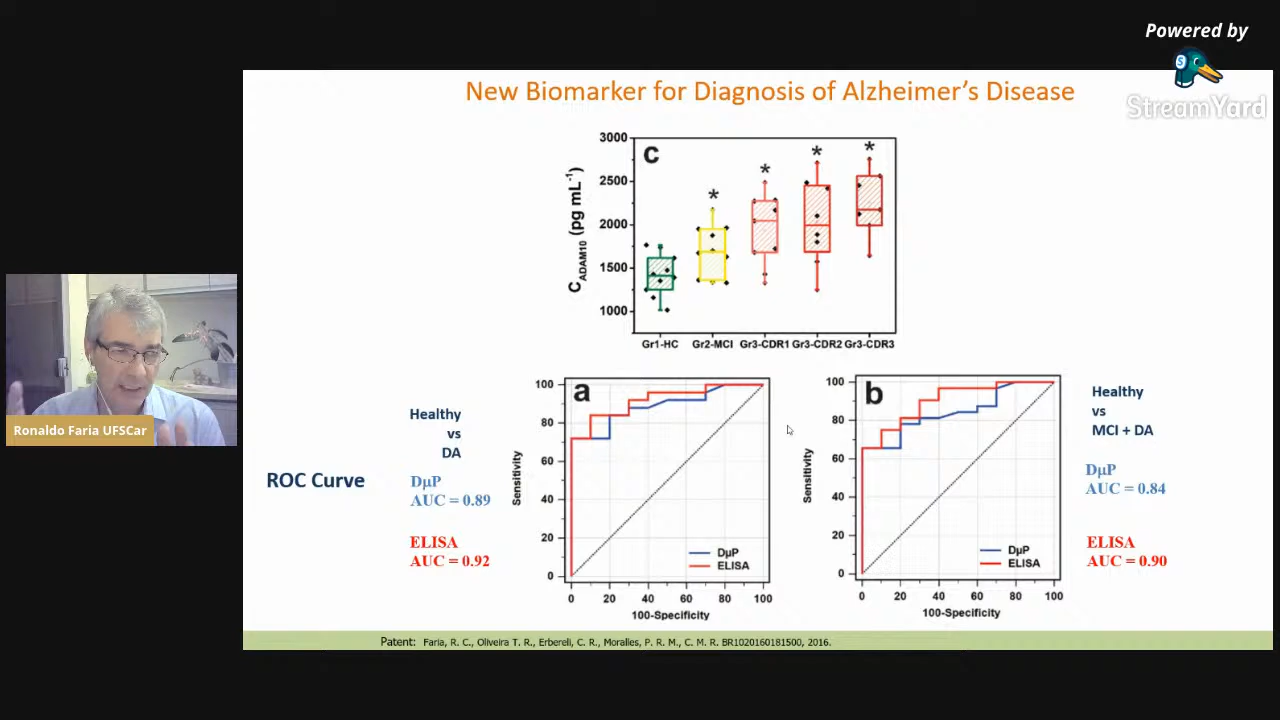 Powered by
StreamYard
New Biomarker for Diagnosis of Alzheimer's Disease
c
C_ADAM10 (pg mL⁻¹)
3000
2500
2000
1500
1000
* * * *
Gr1-HC Gr2-MCI Gr3-CDR1 Gr3-CDR2 Gr3-CDR3
Ronaldo Faria UFSCar
ROC Curve
Healthy
vs
DA
DµP
AUC = 0.89
ELISA
AUC = 0.92
a
Sensitivity
100
80
60
40
20
0
DµP
ELISA
0 20 40 60 80 100
100-Specificity
b
Sensitivity
100
80
60
40
20
0
DµP
ELISA
0 20 40 60 80 100
100-Specificity
Healthy
vs
MCI + DA
DµP
AUC = 0.84
ELISA
AUC = 0.90
Patent: Faria, R. C., Oliveira T. R., Erbereli, C. R., Moralles, P. R. M., C. M. R. BR1020160181500, 2016.